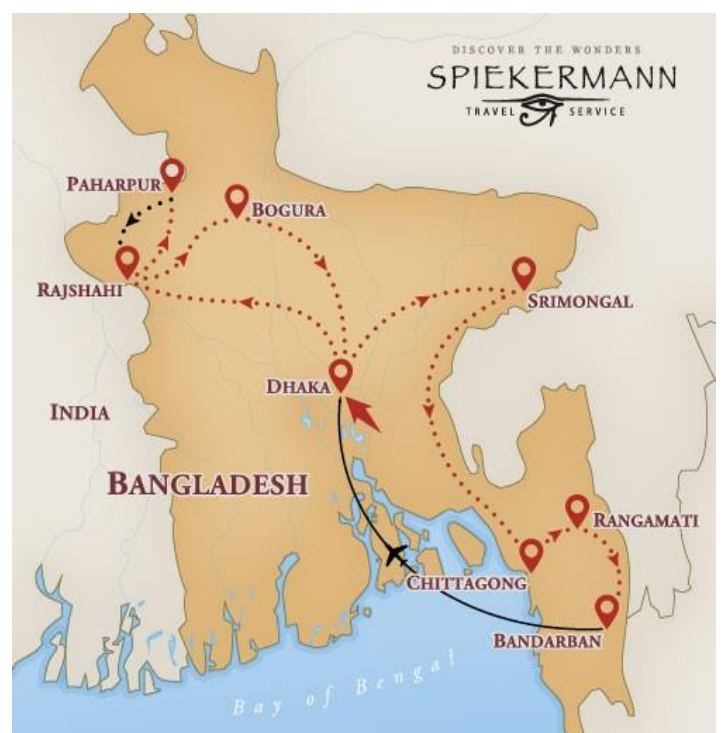 DISCOVER THE WONDERS
SPIEKERMANN
TRAVEL SERVICE
PAHARPUR
BOGURA
RAJSHAHI
SRIMONGAL
DHAKA
INDIA
BANGLADESH
RANGAMATI
CHITTAGONG
BANDARBAN
Bay of Bengal